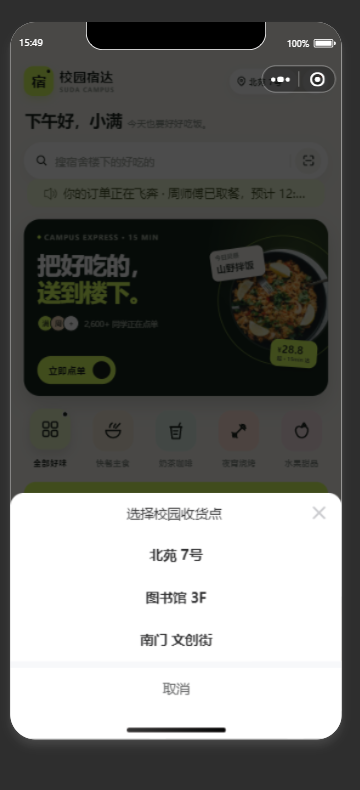 15:49
100%
宿
校园宿达
SUDA CAMPUS
北苑
下午好，小满
今天也要好好吃饭。
搜宿舍楼下的好吃的
你的订单正在飞奔 · 周师傅已取餐，预计 12:...
CAMPUS EXPRESS • 15 MIN
把好吃的，
送到楼下。
2,600+ 同学正在点单
立即点单
山野拌饭
¥28.8
全部好味
快餐主食
奶茶咖啡
夜宵烧烤
水果甜品
选择校园收货点
北苑 7号
图书馆 3F
南门 文创街
取消